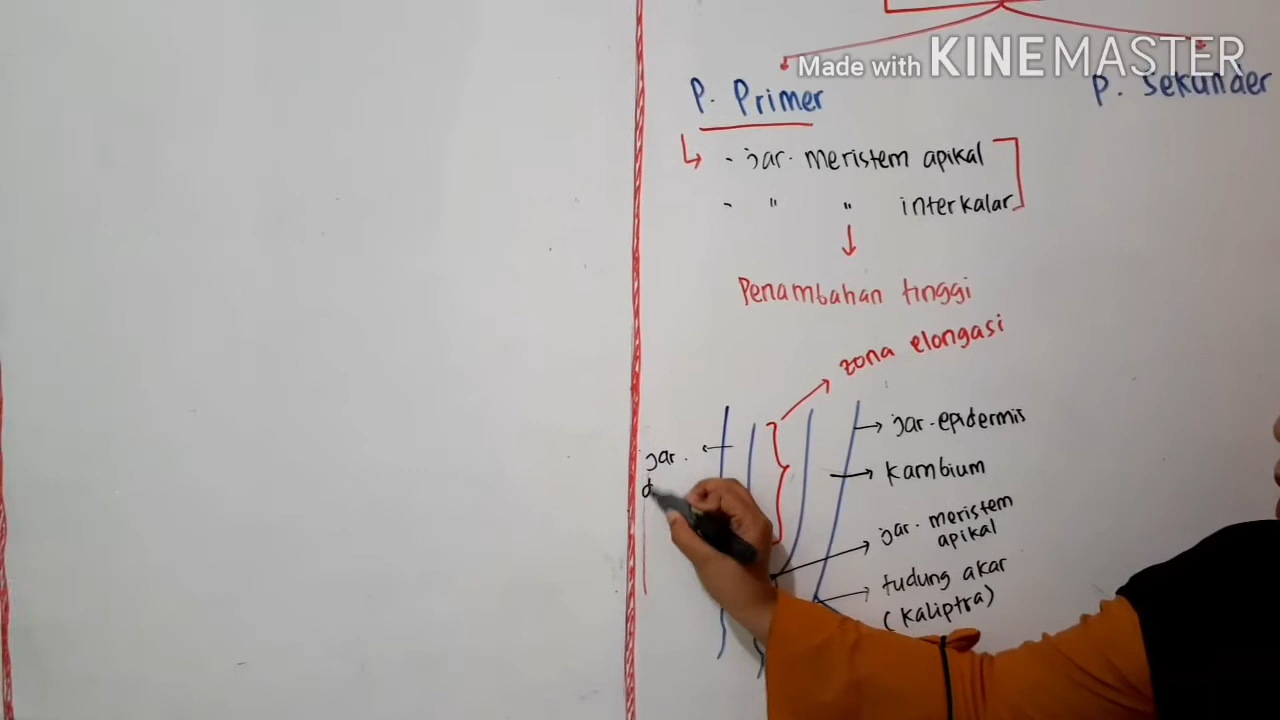 Made with KINEMASTER
P. Primer
P. Sekunder
- jar. meristem apikal
- " " interkalar
Penambahan tinggi
zona elongasi
jar. epidermis
jar.
d
kambium
jar. meristem
apikal
tudung akar
(kaliptra)